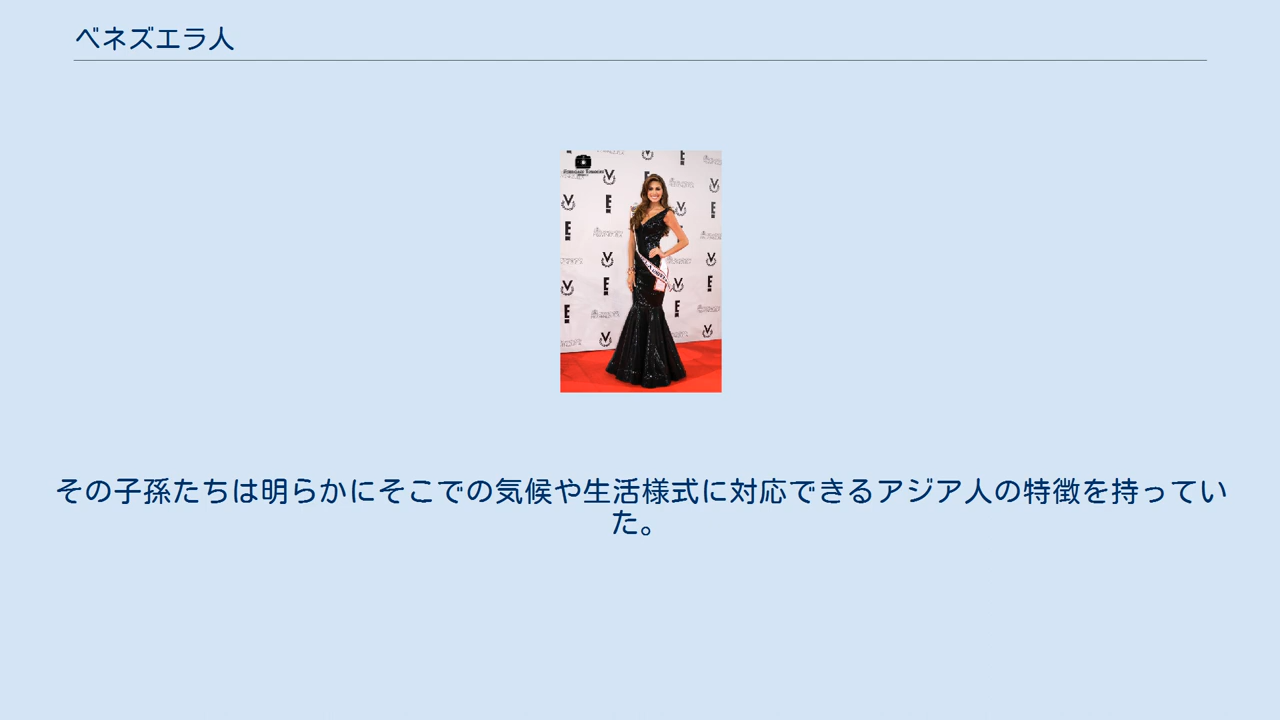 ベネズエラ人
その子孫たちは明らかにそこでの気候や生活様式に対応できるアジア人の特徴を持ってい
た。